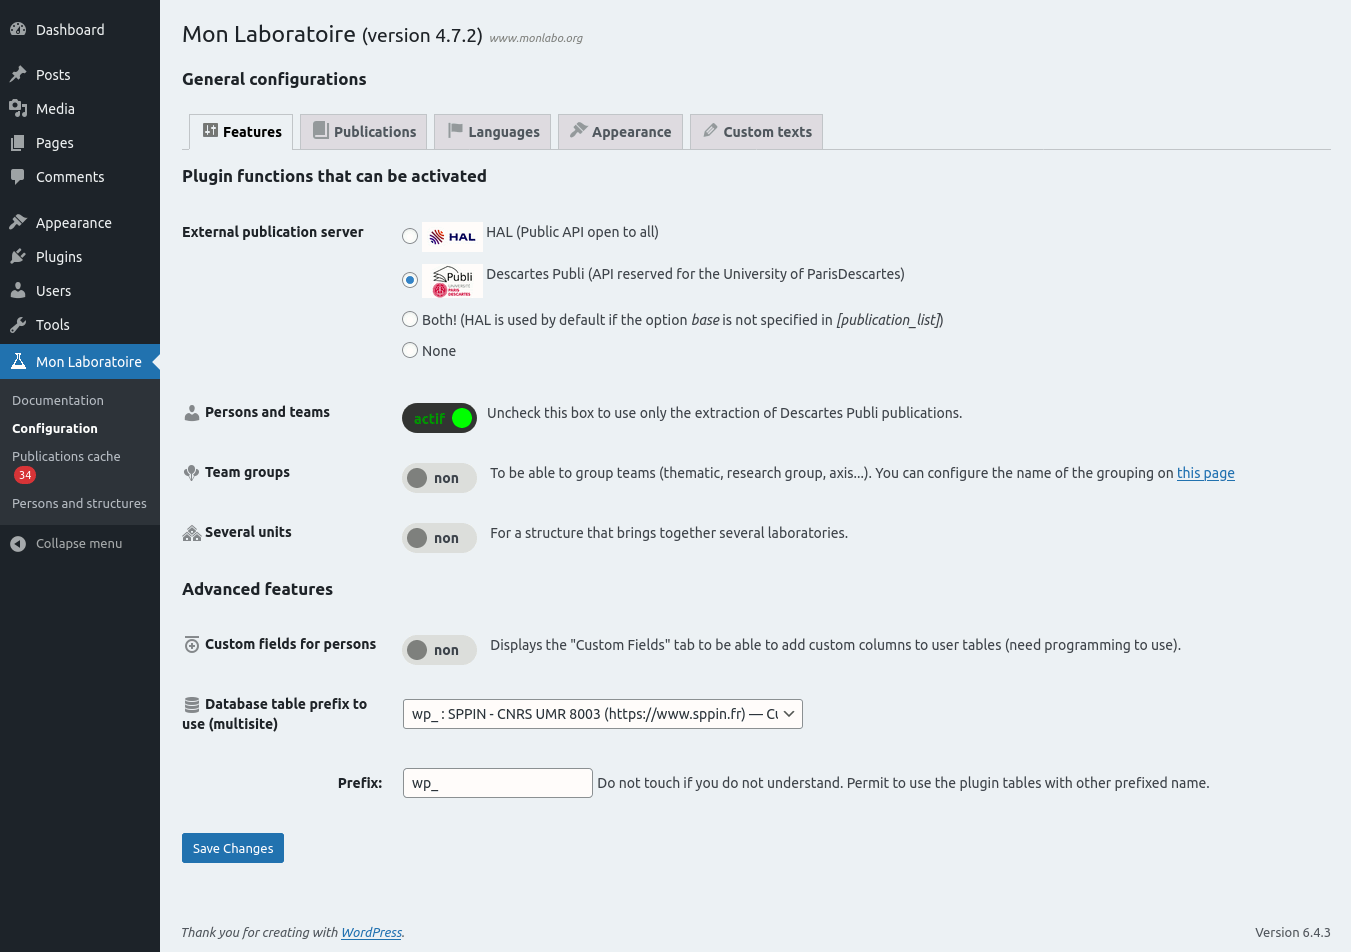 Dashboard
Posts
Media
Pages
Comments
Appearance
Plugins
Users
Tools
Mon Laboratoire
Documentation
Configuration
Publications cache
34
Persons and structures
Collapse menu
Mon Laboratoire (version 4.7.2) www.monlabo.org
General configurations
Features Publications Languages Appearance Custom texts
Plugin functions that can be activated
External publication server
HAL HAL (Public API open to all)
Publi
UNIVERSITÉ
PARIS
DESCARTES
Descartes Publi (API reserved for the University of ParisDescartes)
Both! (HAL is used by default if the option base is not specified in [publication_list])
None
Persons and teams actif Uncheck this box to use only the extraction of Descartes Publi publications.
Team groups non To be able to group teams (thematic, research group, axis...). You can configure the name of the grouping on this page
Several units non For a structure that brings together several laboratories.
Advanced features
Custom fields for persons non Displays the "Custom Fields" tab to be able to add custom columns to user tables (need programming to use).
Database table prefix to
use (multisite)
wp_ : SPPIN - CNRS UMR 8003 (https://www.sppin.fr) — Cu
Prefix: wp_ Do not touch if you do not understand. Permit to use the plugin tables with other prefixed name.
Save Changes
Thank you for creating with WordPress. Version 6.4.3